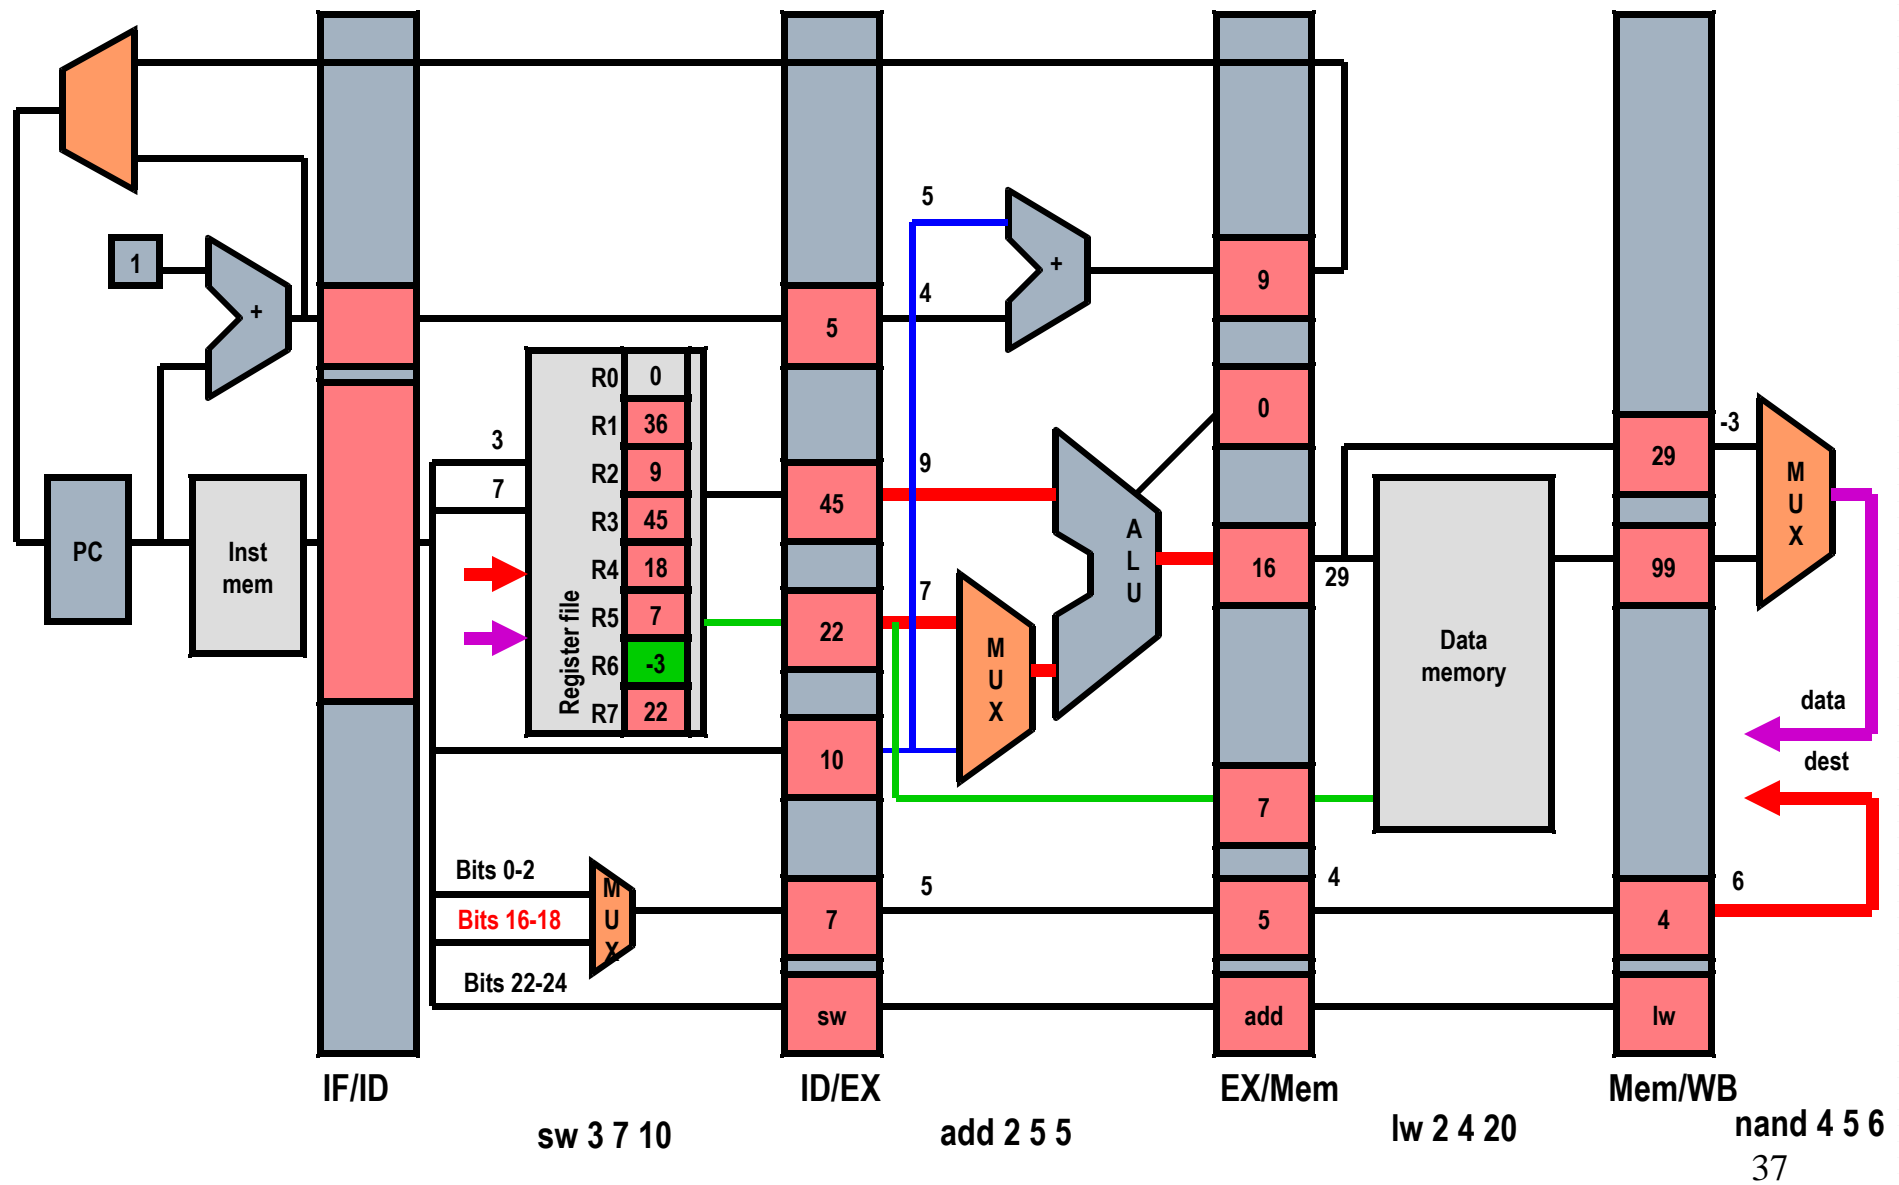 5
1
+
+
9
4
5
R0 0
3
R1 36
0
-3
9
29
7
R2 9
45
M
U
X
R3 45
A
L
U
PC
Inst
mem
R4 18
16
29
99
7
R5 7
22
Register file
R6 -3
M
U
X
Data
memory
R7 22
data
10
dest
7
Bits 0-2
M
U
X
5
4
6
Bits 16-18
7
5
4
Bits 22-24
sw
add
lw
IF/ID
ID/EX
EX/Mem
Mem/WB
sw 3 7 10
add 2 5 5
lw 2 4 20
nand 4 5 6
37